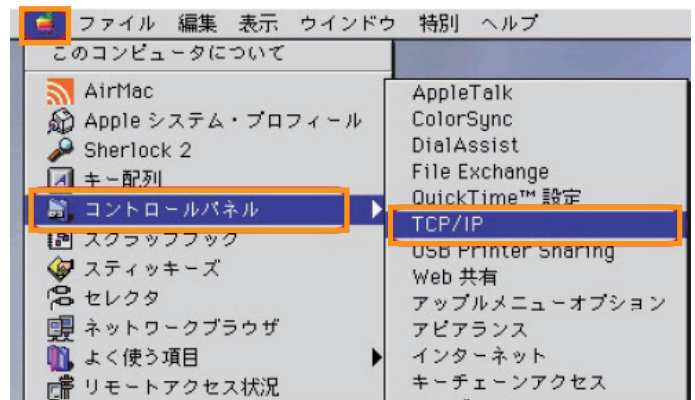 ファイル 編集 表示 ウインドウ 特別 ヘルプ
このコンピュータについて
AirMac
Apple システム・プロフィール
Sherlock 2
キー配列
コントロールパネル
スクラップブック
スティッキーズ
セレクタ
ネットワークブラウザ
よく使う項目
リモートアクセス状況
AppleTalk
ColorSync
DialAssist
File Exchange
QuickTime™ 設定
TCP/IP
USB Printer Sharing
Web 共有
アップルメニューオプション
アピアランス
インターネット
キーチェーンアクセス